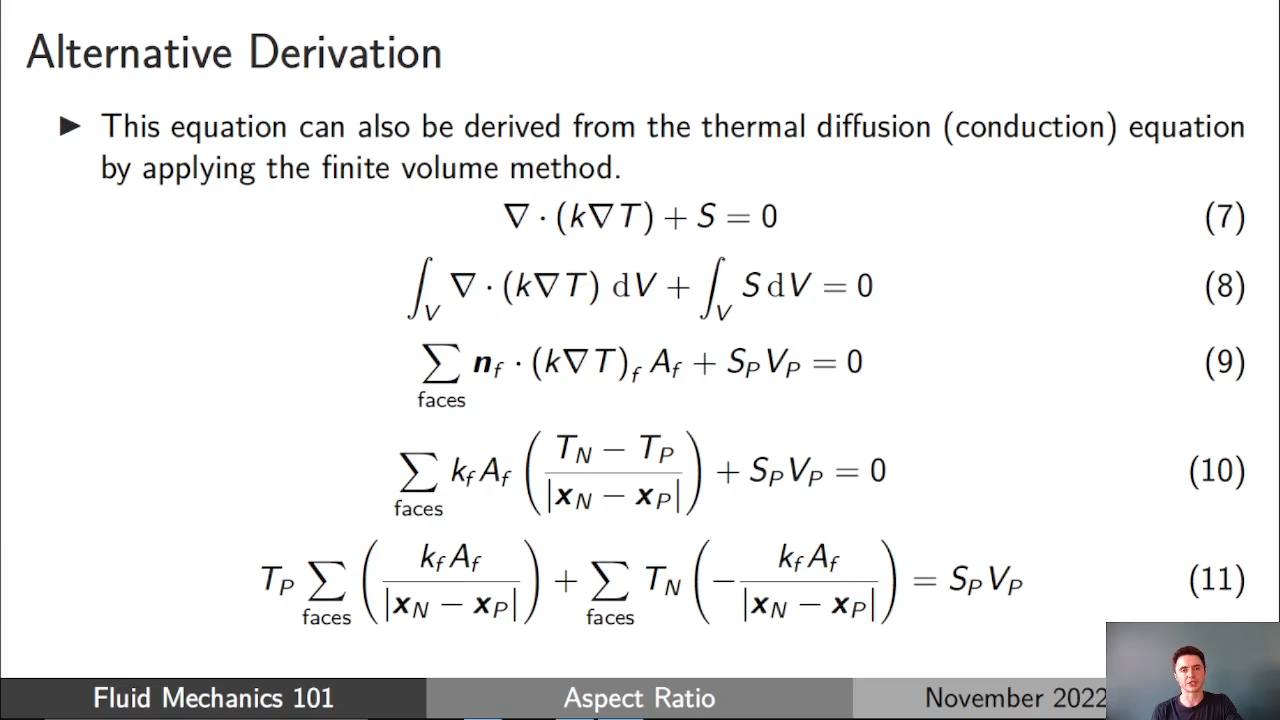 Alternative Derivation
▶ This equation can also be derived from the thermal diffusion (conduction) equation
by applying the finite volume method.
∇ · (k∇T) + S = 0 (7)
∫_V ∇ · (k∇T) dV + ∫_V S dV = 0 (8)
∑_faces n_f · (k∇T)_f A_f + S_P V_P = 0 (9)
∑_faces k_f A_f ( (T_N − T_P) / |x_N − x_P| ) + S_P V_P = 0 (10)
T_P ∑_faces ( k_f A_f / |x_N − x_P| ) + ∑_faces T_N ( − k_f A_f / |x_N − x_P| ) = S_P V_P (11)
Fluid Mechanics 101 Aspect Ratio November 2022